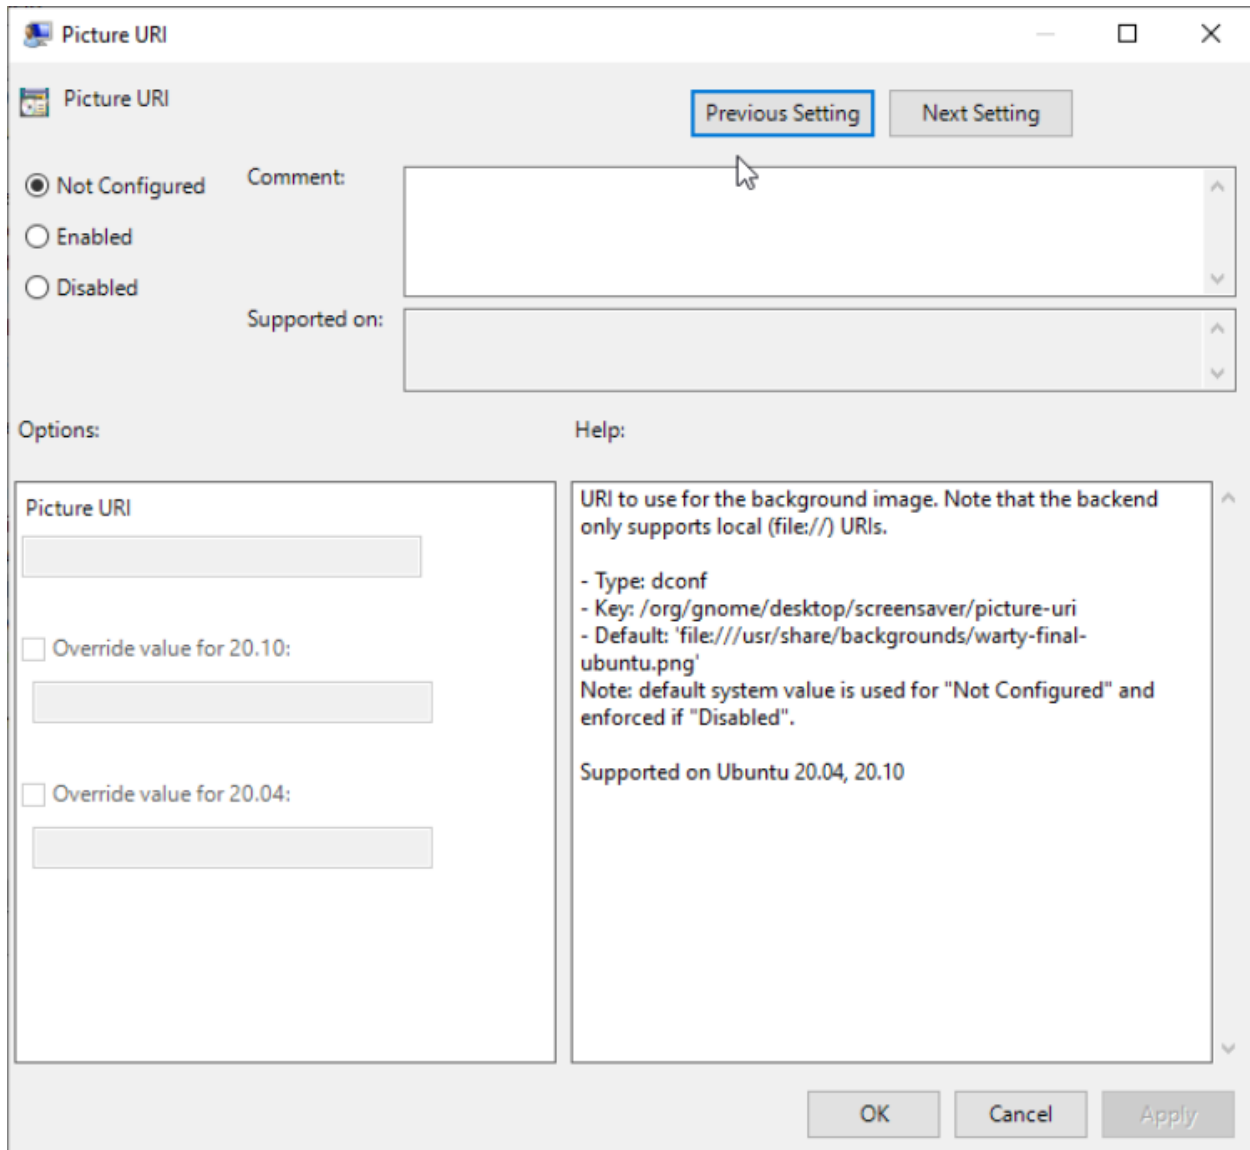 Picture URI
Picture URI
Previous Setting
Next Setting
Not Configured
Comment:
Enabled
Disabled
Supported on:
Options:
Help:
Picture URI
Override value for 20.10:
Override value for 20.04:
URI to use for the background image. Note that the backend
only supports local (file://) URIs.
- Type: dconf
- Key: /org/gnome/desktop/screensaver/picture-uri
- Default: 'file:///usr/share/backgrounds/warty-final-
ubuntu.png'
Note: default system value is used for "Not Configured" and
enforced if "Disabled".
Supported on Ubuntu 20.04, 20.10
OK
Cancel
Apply